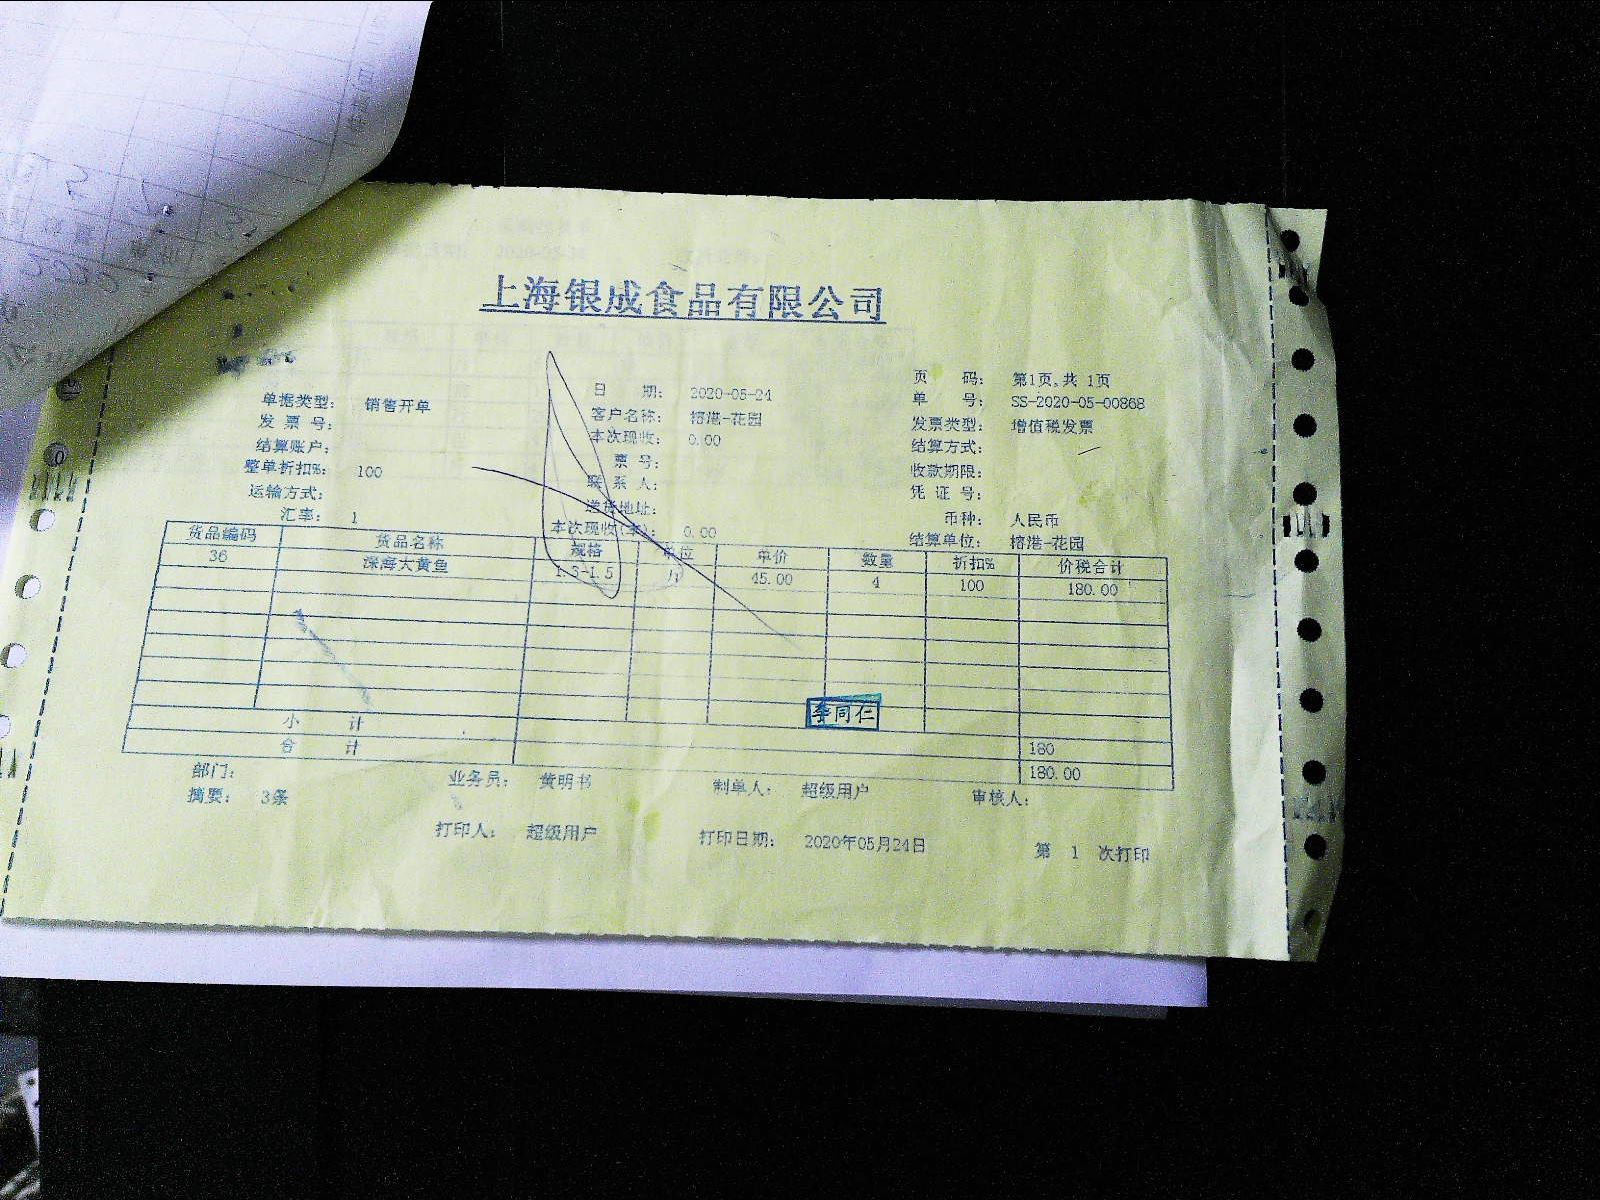 上海银成食品有限公司
单据类型: 销售开单 日 期: 2020-05-24 页 码: 第1页,共 1页
发 票 号: 客户名称: 榕港-花园 单 号: SS-2020-05-00868
结算账户: 本次现收: 0.00 发票类型: 增值税发票
整单折扣%: 100 票 号: 结算方式:
运输方式: 联 系 人: 收款期限:
汇率: 1 送货地址: 凭 证 号:
本次现收(本): 0.00 币种: 人民币
结算单位: 榕港-花园
货品编码 货品名称 规格 单位 单价 数量 折扣% 价税合计
36 深海大黄鱼 1.3-1.5 斤 45.00 4 100 180.00
李同仁
小 计 180
合 计 180.00
部门: 业务员: 黄明书 制单人: 超级用户 审核人:
摘要: 3条
打印人: 超级用户 打印日期: 2020年05月24日 第 1 次打印